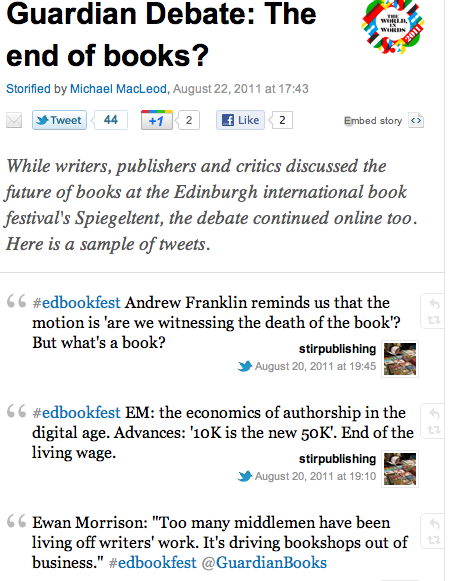 Guardian Debate: The
end of books?
THE
WORLD,
IN
WORDS
2011
Storified by Michael MacLeod, August 22, 2011 at 17:43
Tweet 44 +1 2 Like 2 Embed story
While writers, publishers and critics discussed the
future of books at the Edinburgh international book
festival's Spiegeltent, the debate continued online too.
Here is a sample of tweets.
#edbookfest Andrew Franklin reminds us that the
motion is 'are we witnessing the death of the book'?
But what's a book?
stirpublishing
August 20, 2011 at 19:45
#edbookfest EM: the economics of authorship in the
digital age. Advances: '10K is the new 50K'. End of the
living wage.
stirpublishing
August 20, 2011 at 19:10
Ewan Morrison: "Too many middlemen have been
living off writers' work. It's driving bookshops out of
business." #edbookfest @GuardianBooks